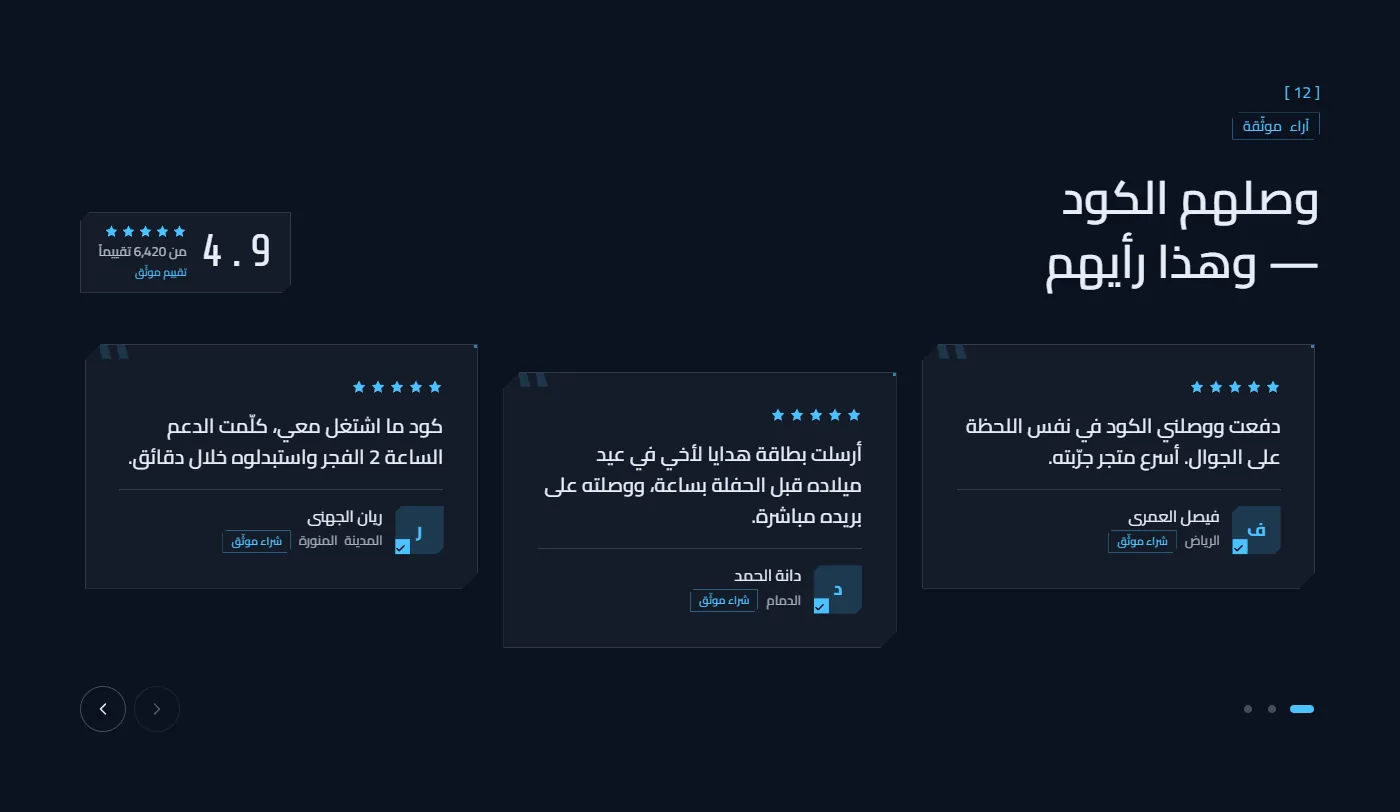 [ 12 ]
آراء موثّقة
وصلهم الكود
— وهذا رأيهم
4.9
من 6,420 تقييماً
تقييم موثّق
دفعت ووصلني الكود في نفس اللحظة
على الجوال. أسرع متجر جرّبته.
ف
فيصل العمري
الرياض
شراء موثّق
أرسلت بطاقة هدايا لأخي في عيد
ميلاده قبل الحفلة بساعة، ووصلته على
بريده مباشرة.
د
دانة الحمد
الدمام
شراء موثّق
كود ما اشتغل معي، كلّمت الدعم
الساعة 2 الفجر واستبدلوه خلال دقائق.
ر
ريان الجهني
المدينة المنورة
شراء موثّق